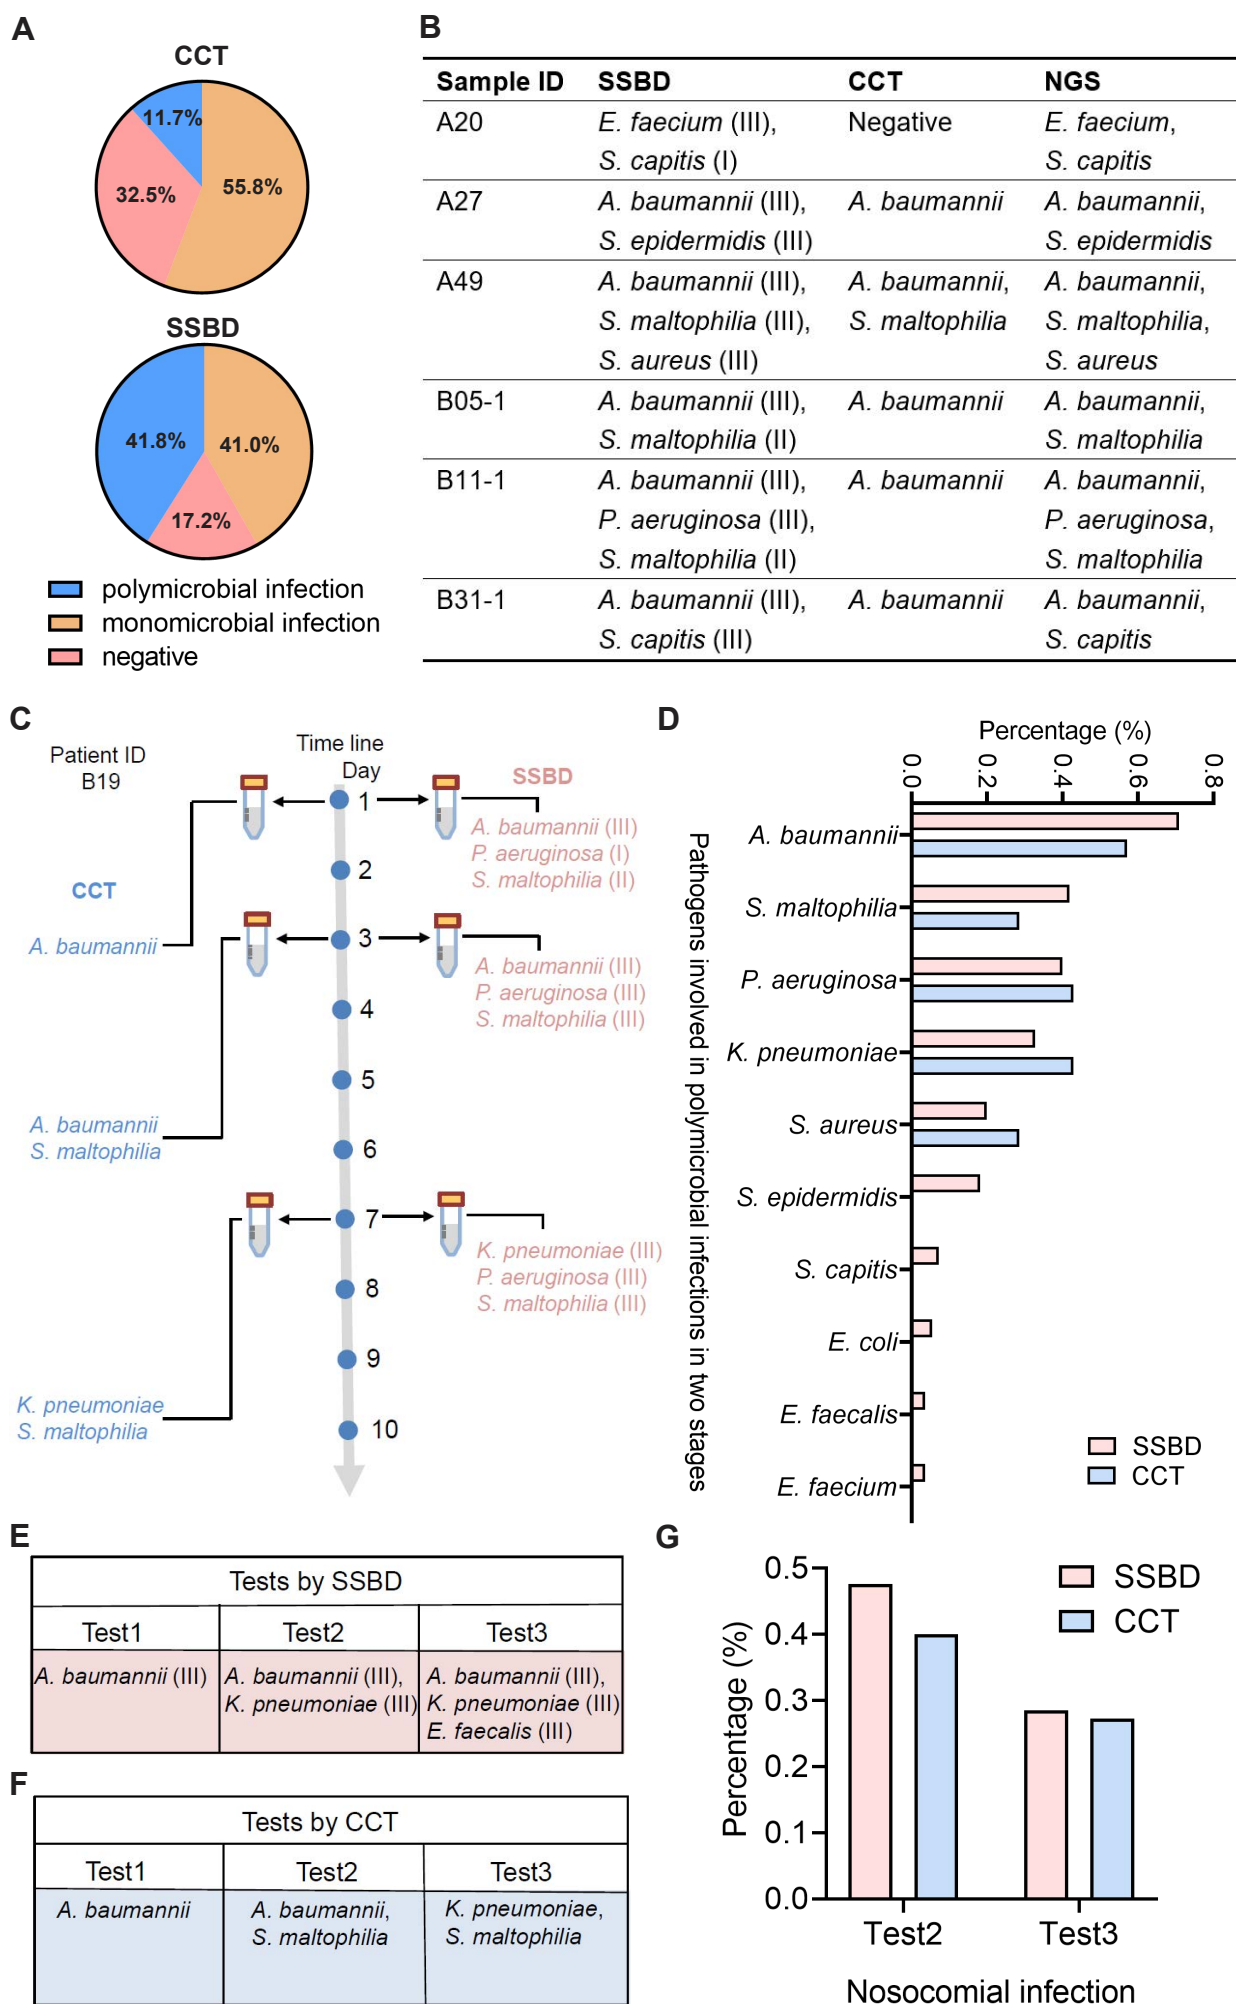 A
CCT
11.7%
32.5%
55.8%
SSBD
41.8%
41.0%
17.2%
polymicrobial infection
monomicrobial infection
negative
B
Sample ID SSBD CCT NGS
A20 E. faecium (III), Negative E. faecium,
S. capitis (I) S. capitis
A27 A. baumannii (III), A. baumannii A. baumannii,
S. epidermidis (III) S. epidermidis
A49 A. baumannii (III), A. baumannii, A. baumannii,
S. maltophilia (III), S. maltophilia S. maltophilia,
S. aureus (III) S. aureus
B05-1 A. baumannii (III), A. baumannii A. baumannii,
S. maltophilia (II) S. maltophilia
B11-1 A. baumannii (III), A. baumannii A. baumannii,
P. aeruginosa (III), P. aeruginosa,
S. maltophilia (II) S. maltophilia
B31-1 A. baumannii (III), A. baumannii A. baumannii,
S. capitis (III) S. capitis
C
Patient ID
B19
Time line
Day
SSBD
1
A. baumannii (III)
P. aeruginosa (I)
S. maltophilia (II)
2
CCT
A. baumannii
3
A. baumannii (III)
P. aeruginosa (III)
S. maltophilia (III)
4
5
A. baumannii
S. maltophilia
6
7
K. pneumoniae (III)
P. aeruginosa (III)
S. maltophilia (III)
8
9
K. pneumoniae
S. maltophilia
10
D
Percentage (%)
0.0 0.2 0.4 0.6 0.8
Pathogens involved in polymicrobial infections in two stages
A. baumannii
S. maltophilia
P. aeruginosa
K. pneumoniae
S. aureus
S. epidermidis
S. capitis
E. coli
E. faecalis
E. faecium
SSBD
CCT
E
Tests by SSBD
Test1 Test2 Test3
A. baumannii (III) A. baumannii (III), A. baumannii (III),
K. pneumoniae (III) K. pneumoniae (III)
E. faecalis (III)
F
Tests by CCT
Test1 Test2 Test3
A. baumannii A. baumannii, K. pneumoniae,
S. maltophilia S. maltophilia
G
Percentage (%)
0.5
0.4
0.3
0.2
0.1
0.0
SSBD
CCT
Test2 Test3
Nosocomial infection